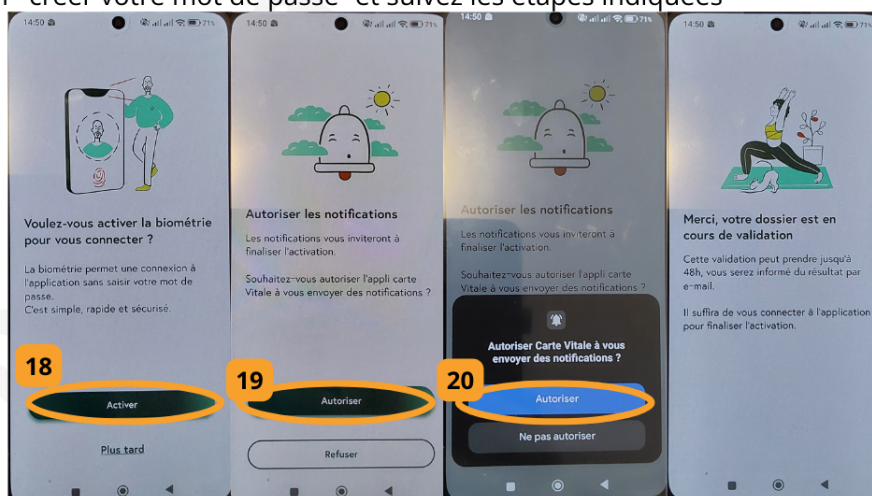 "créer votre mot de passe" et suivez les étapes indiquées
14:50
71%
Voulez-vous activer la biométrie
pour vous connecter ?
La biométrie permet une connexion à
l'application sans saisir votre mot de
passe.
C'est simple, rapide et sécurisé.
18
Activer
Plus tard
14:50
71%
Autoriser les notifications
Les notifications vous inviteront à
finaliser l'activation.
Souhaitez-vous autoriser l'appli carte
Vitale à vous envoyer des notifications ?
19
Autoriser
Refuser
14:50
71%
Autoriser les notifications
Les notifications vous inviteront à
finaliser l'activation.
Souhaitez-vous autoriser l'appli carte
Vitale à vous envoyer des notifications ?
Autoriser Carte Vitale à vous
envoyer des notifications ?
20
Autoriser
Ne pas autoriser
14:50
71%
Merci, votre dossier est en
cours de validation
Cette validation peut prendre jusqu'à
48h, vous serez informé du résultat par
e-mail.
Il suffira de vous connecter à l'application
pour finaliser l'activation.